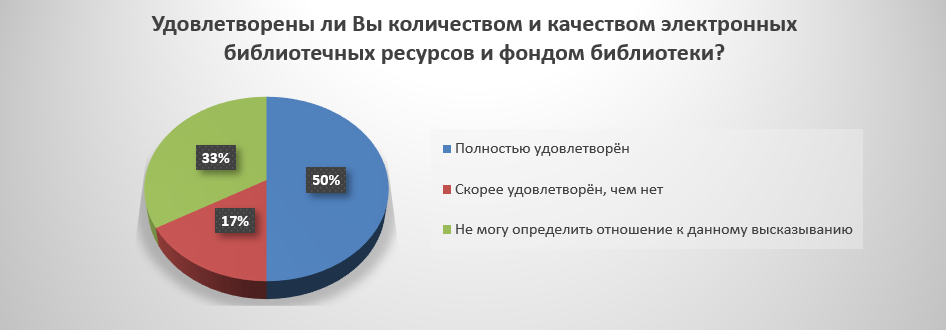 Удовлетворены ли Вы количеством и качеством электронных
библиотечных ресурсов и фондом библиотеки?
33%
50%
17%
Полностью удовлетворён
Скорее удовлетворён, чем нет
Не могу определить отношение к данному высказыванию